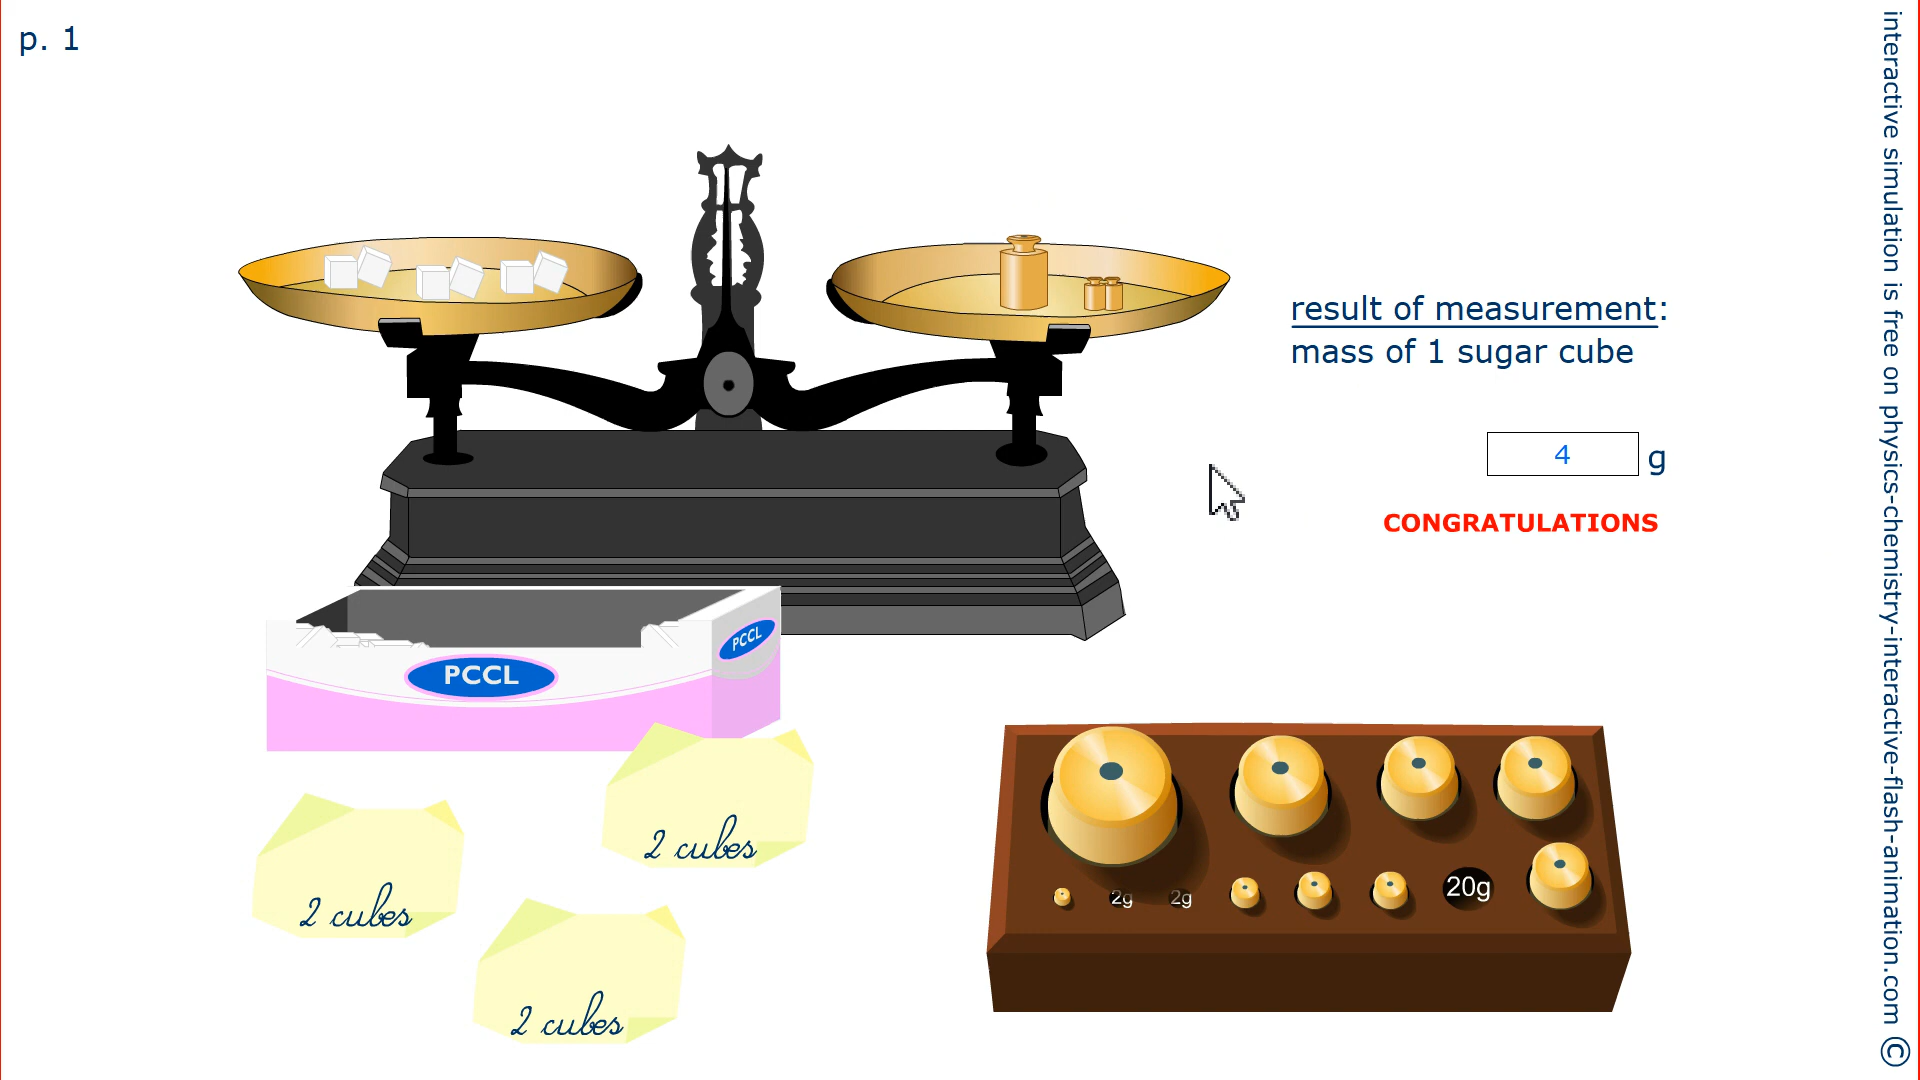 p. 1
result of measurement:
mass of 1 sugar cube
4 g
CONGRATULATIONS
PCCL
PCCL
2 cubes
2 cubes
2 cubes
2g
2g
20g
interactive simulation is free on physics-chemistry-interactive-flash-animation.com ©